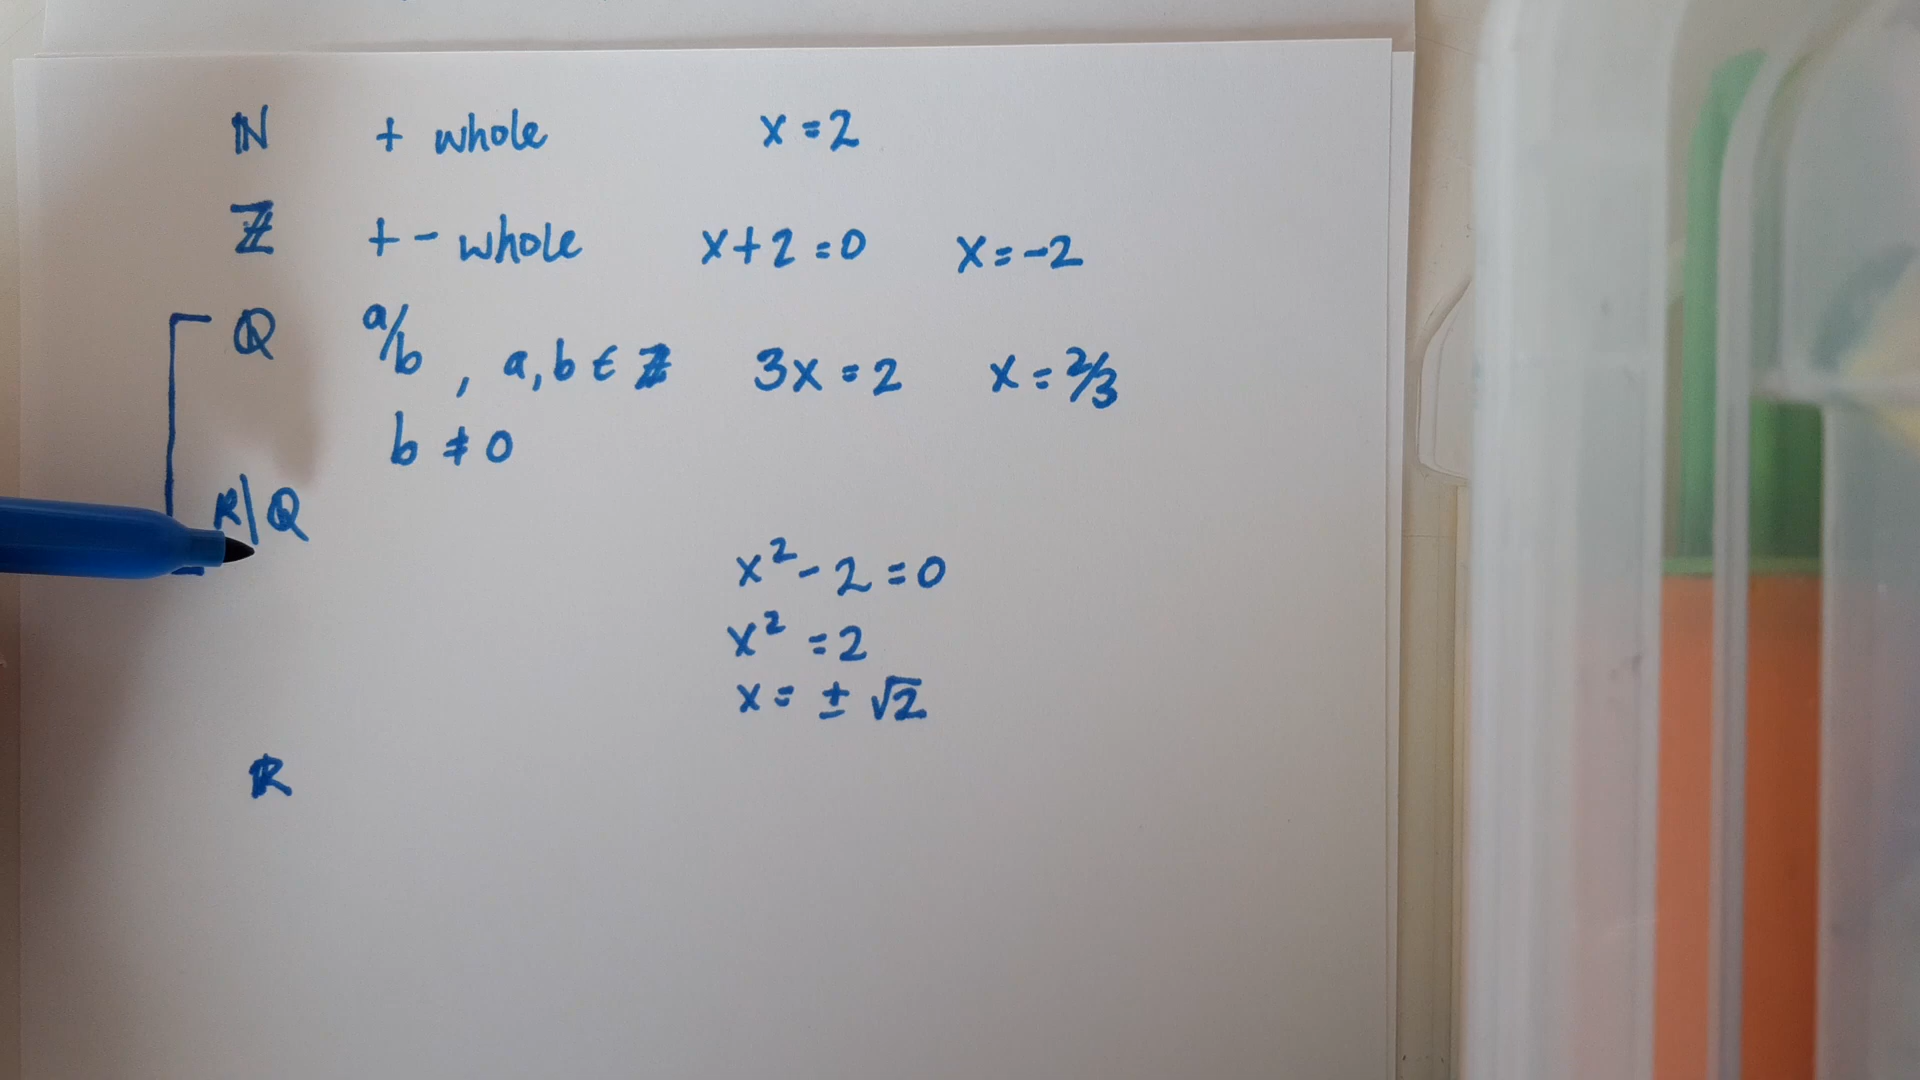 ℕ + whole x = 2
ℤ + - whole x + 2 = 0 x = -2
ℚ a/b , a, b ∈ ℤ 3x = 2 x = 2/3
b ≠ 0
ℝ|ℚ
x² - 2 = 0
x² = 2
x = ± √2
ℝ